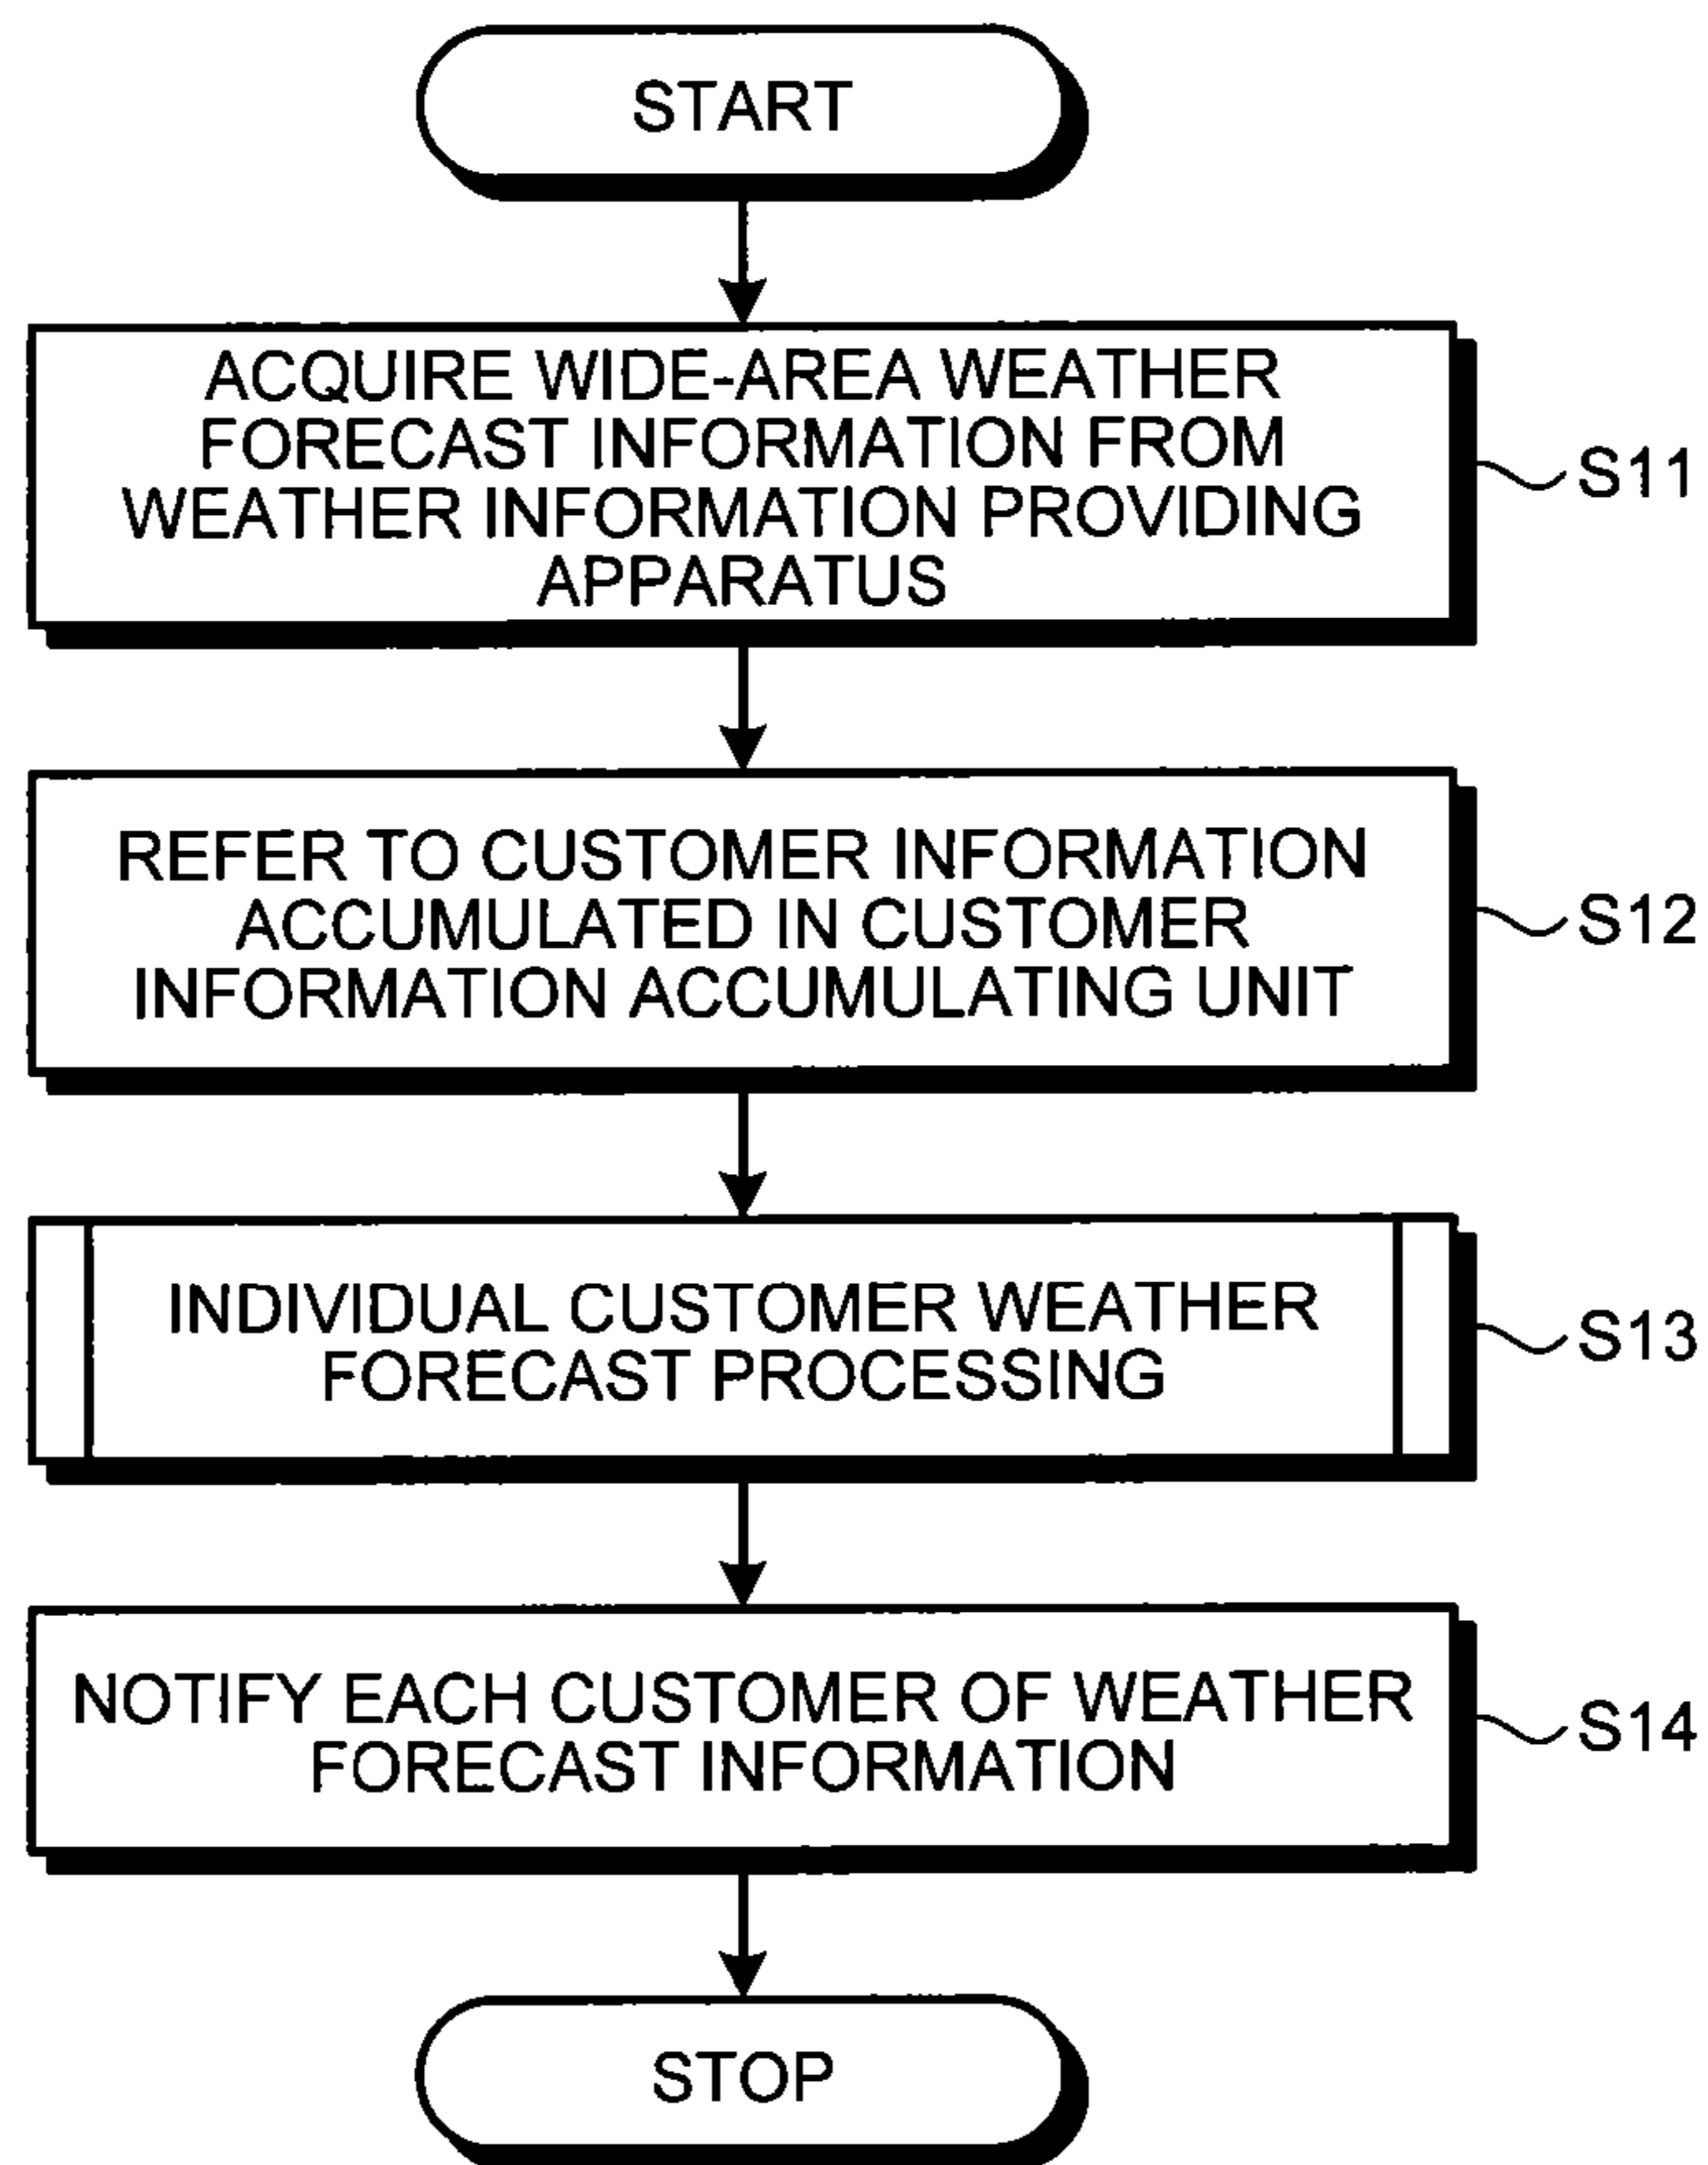 START
ACQUIRE WIDE-AREA WEATHER
FORECAST INFORMATION FROM
WEATHER INFORMATION PROVIDING
APPARATUS
S11
REFER TO CUSTOMER INFORMATION
ACCUMULATED IN CUSTOMER
INFORMATION ACCUMULATING UNIT
S12
INDIVIDUAL CUSTOMER WEATHER
FORECAST PROCESSING
S13
NOTIFY EACH CUSTOMER OF WEATHER
FORECAST INFORMATION
S14
STOP